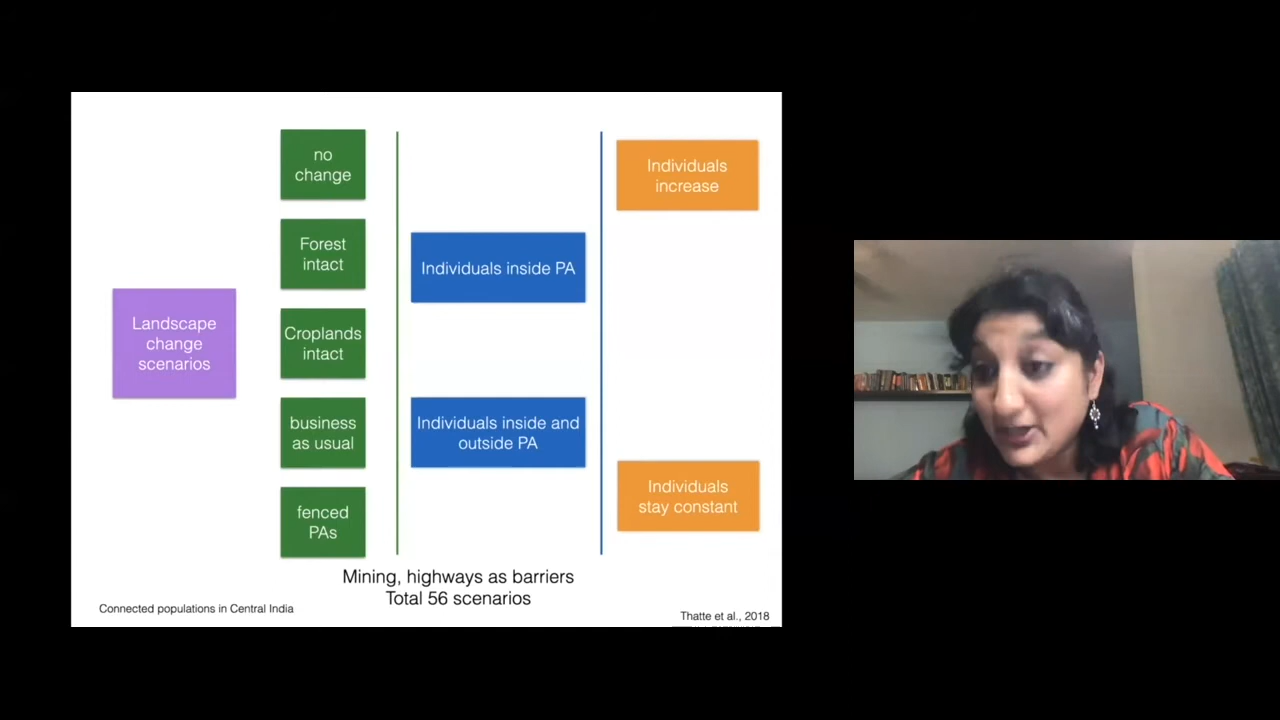 Landscape
change
scenarios
no
change
Forest
intact
Croplands
intact
business
as usual
fenced
PAs
Individuals inside PA
Individuals inside and
outside PA
Individuals
increase
Individuals
stay constant
Mining, highways as barriers
Total 56 scenarios
Connected populations in Central India
Thatte et al., 2018